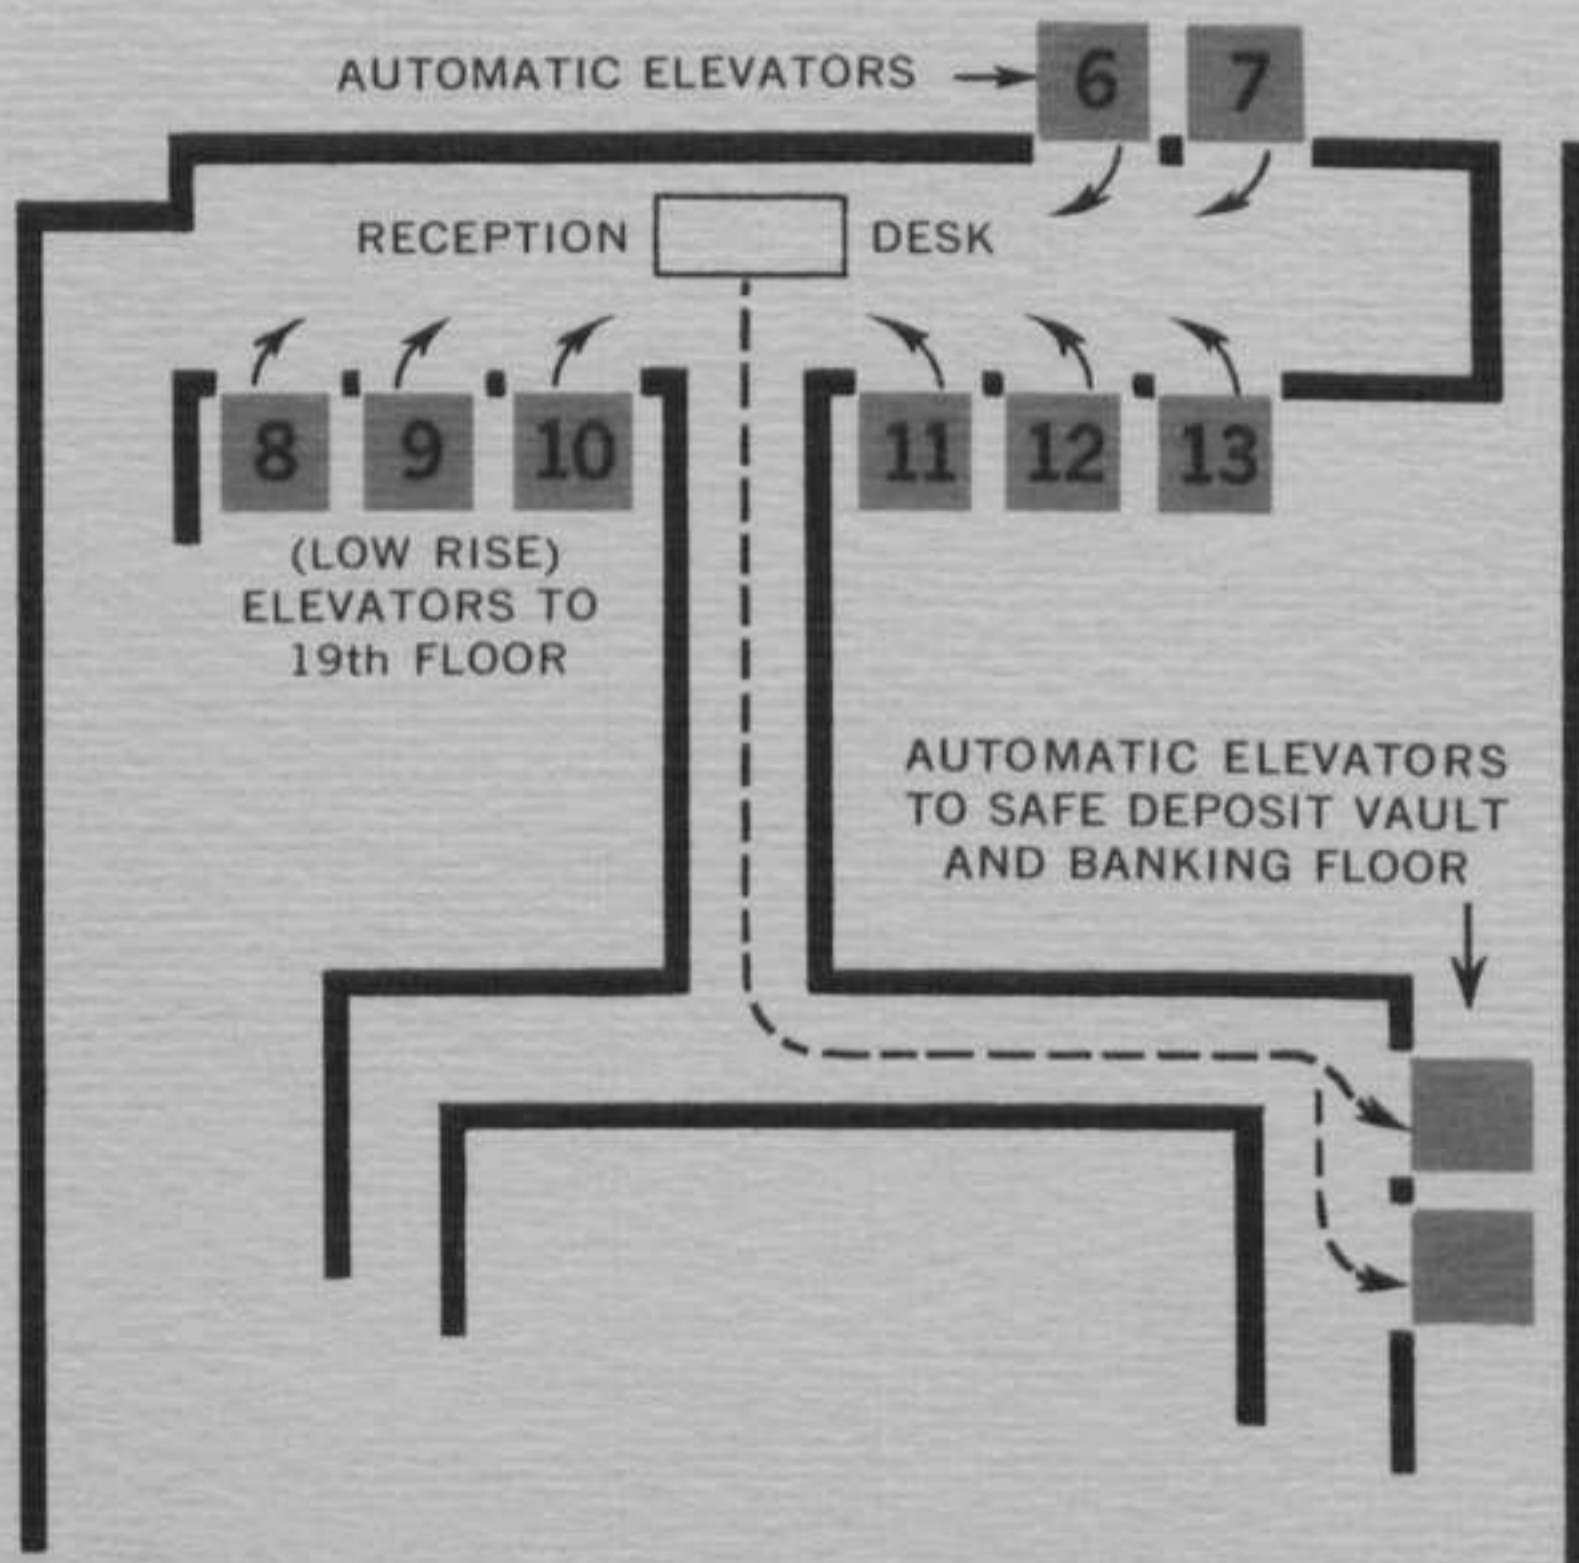 AUTOMATIC ELEVATORS
6 7
RECEPTION DESK
8 9 10 11 12 13
(LOW RISE)
ELEVATORS TO
19th FLOOR
AUTOMATIC ELEVATORS
TO SAFE DEPOSIT VAULT
AND BANKING FLOOR